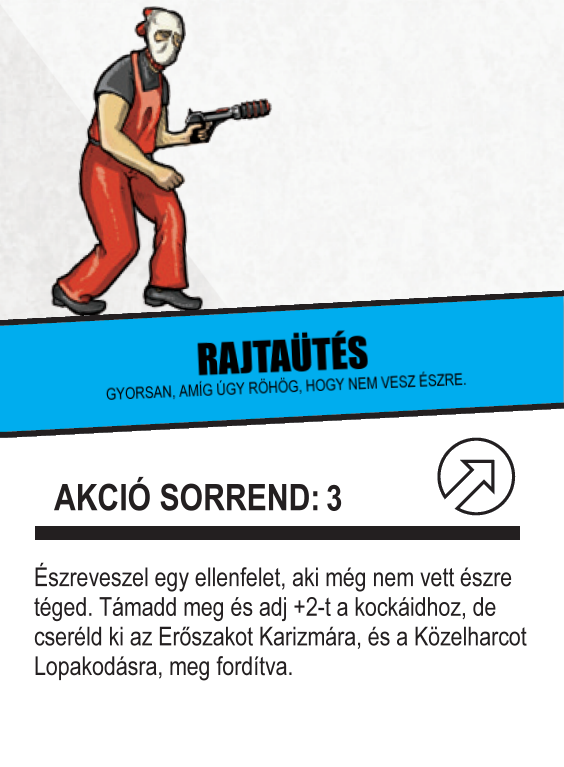 RAJTAÜTÉS
GYORSAN, AMÍG ÚGY RÖHÖG, HOGY NEM VESZ ÉSZRE.
AKCIÓ SORREND: 3
Észreveszel egy ellenfelet, aki még nem vett észre
téged. Támadd meg és adj +2-t a kockáidhoz, de
cseréld ki az Erőszakot Karizmára, és a Közelharcot
Lopakodásra, meg fordítva.